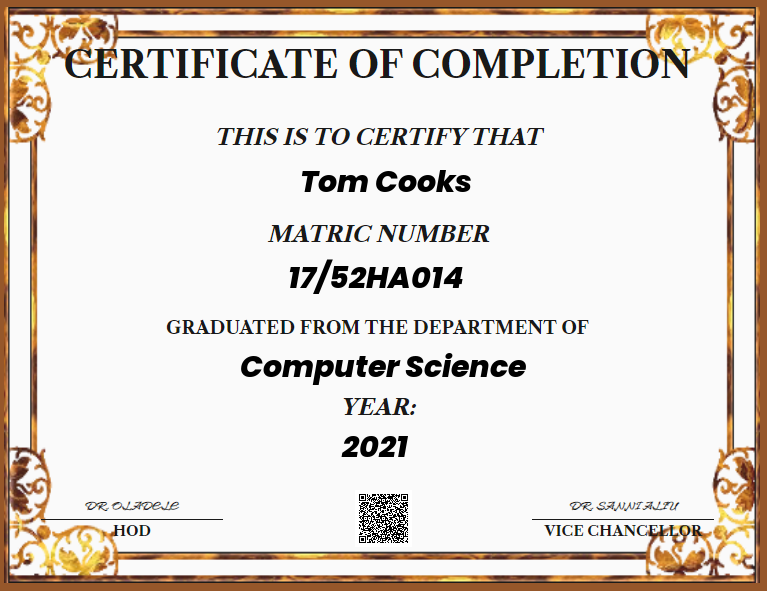 CERTIFICATE OF COMPLETION
THIS IS TO CERTIFY THAT
Tom Cooks
MATRIC NUMBER
17/52HA014
GRADUATED FROM THE DEPARTMENT OF
Computer Science
YEAR:
2021
DR. OLADELE
DR. SANNI ALIU
HOD
VICE CHANCELLOR